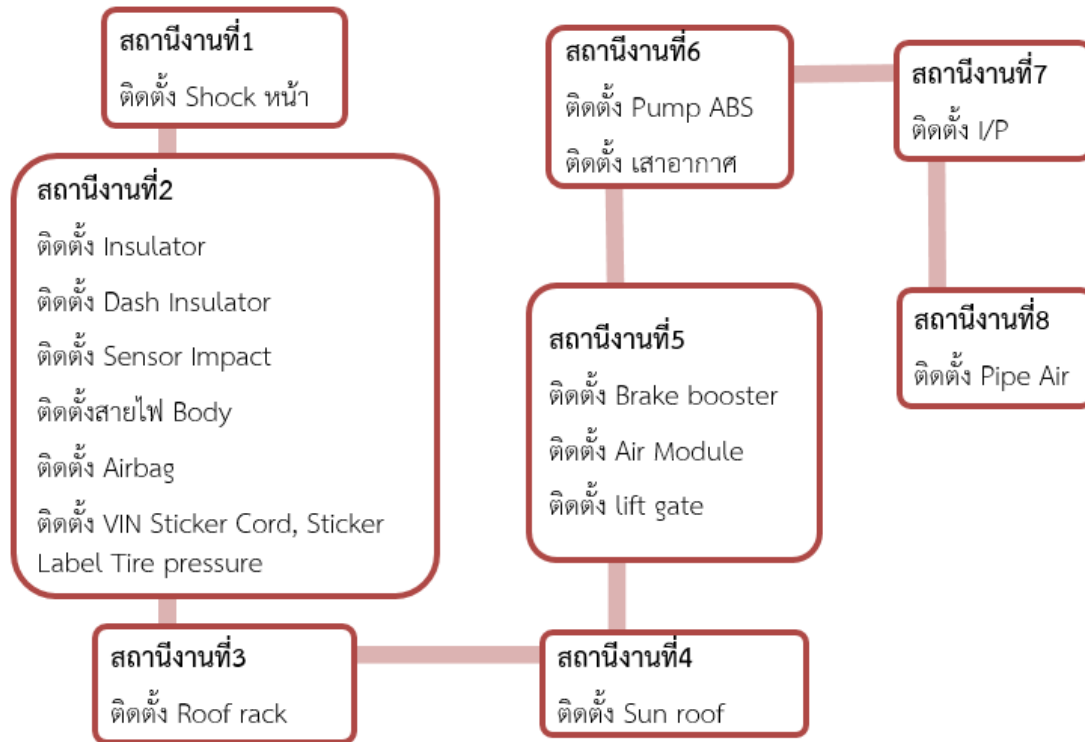 สถานีงานที่1
ติดตั้ง Shock หน้า
สถานีงานที่2
ติดตั้ง Insulator
ติดตั้ง Dash Insulator
ติดตั้ง Sensor Impact
ติดตั้งสายไฟ Body
ติดตั้ง Airbag
ติดตั้ง VIN Sticker Cord, Sticker
Label Tire pressure
สถานีงานที่3
ติดตั้ง Roof rack
สถานีงานที่4
ติดตั้ง Sun roof
สถานีงานที่5
ติดตั้ง Brake booster
ติดตั้ง Air Module
ติดตั้ง lift gate
สถานีงานที่6
ติดตั้ง Pump ABS
ติดตั้ง เสาอากาศ
สถานีงานที่7
ติดตั้ง I/P
สถานีงานที่8
ติดตั้ง Pipe Air